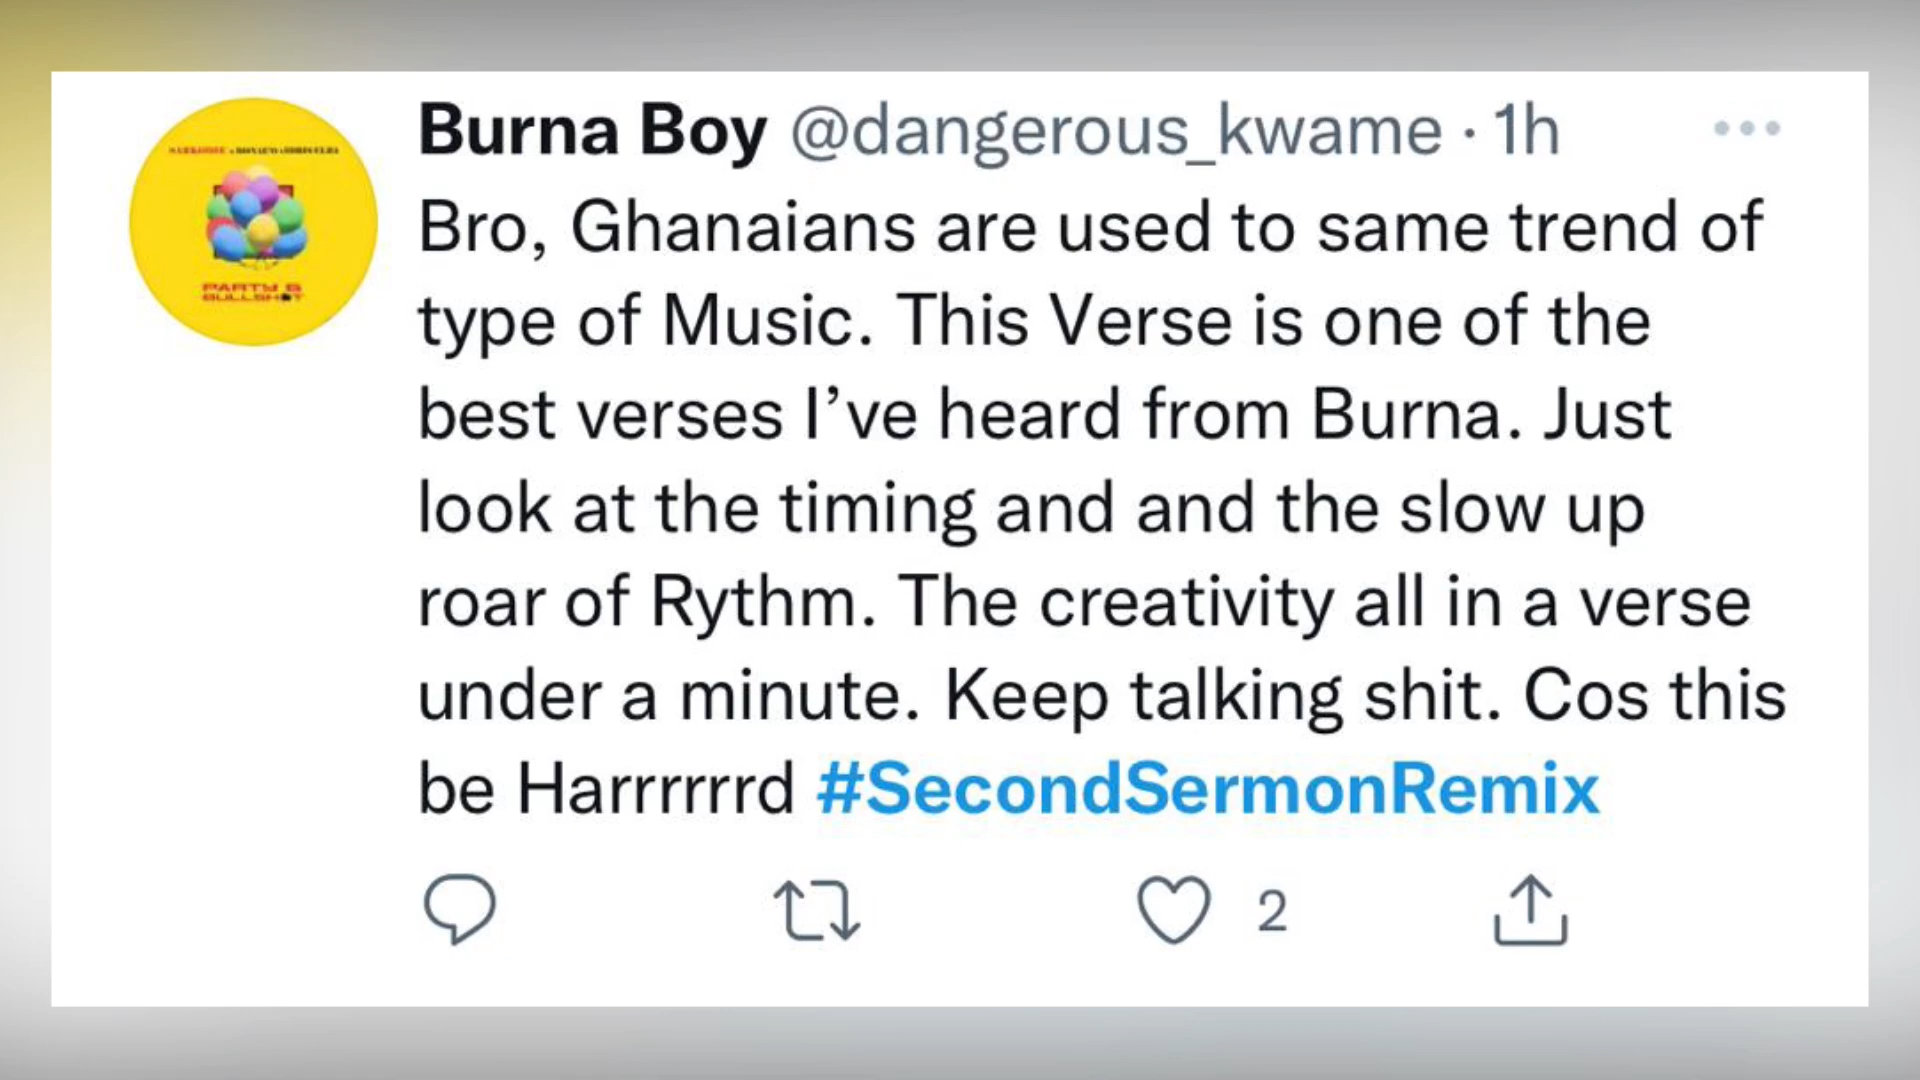 Burna Boy @dangerous_kwame · 1h
Bro, Ghanaians are used to same trend of
type of Music. This Verse is one of the
best verses I’ve heard from Burna. Just
look at the timing and and the slow up
roar of Rythm. The creativity all in a verse
under a minute. Keep talking shit. Cos this
be Harrrrrrd #SecondSermonRemix
2
PARTY &